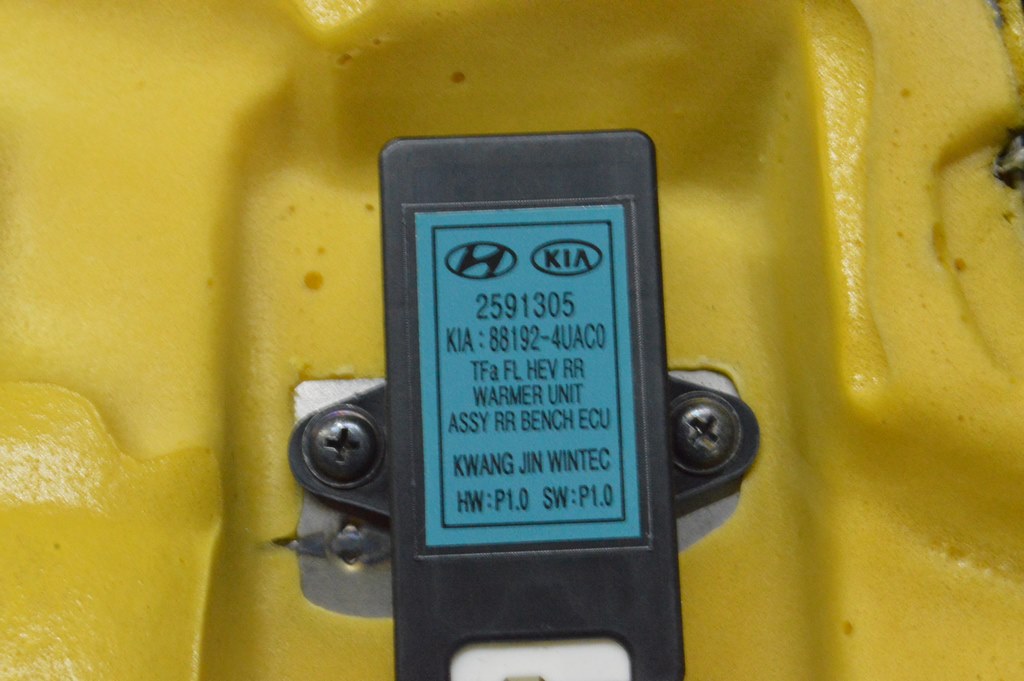 KIA
2591305
KIA : 88192-4UAC0
TFa FL HEV RR
WARMER UNIT
ASSY RR BENCH ECU
KWANG JIN WINTEC
HW:P1.0 SW:P1.0